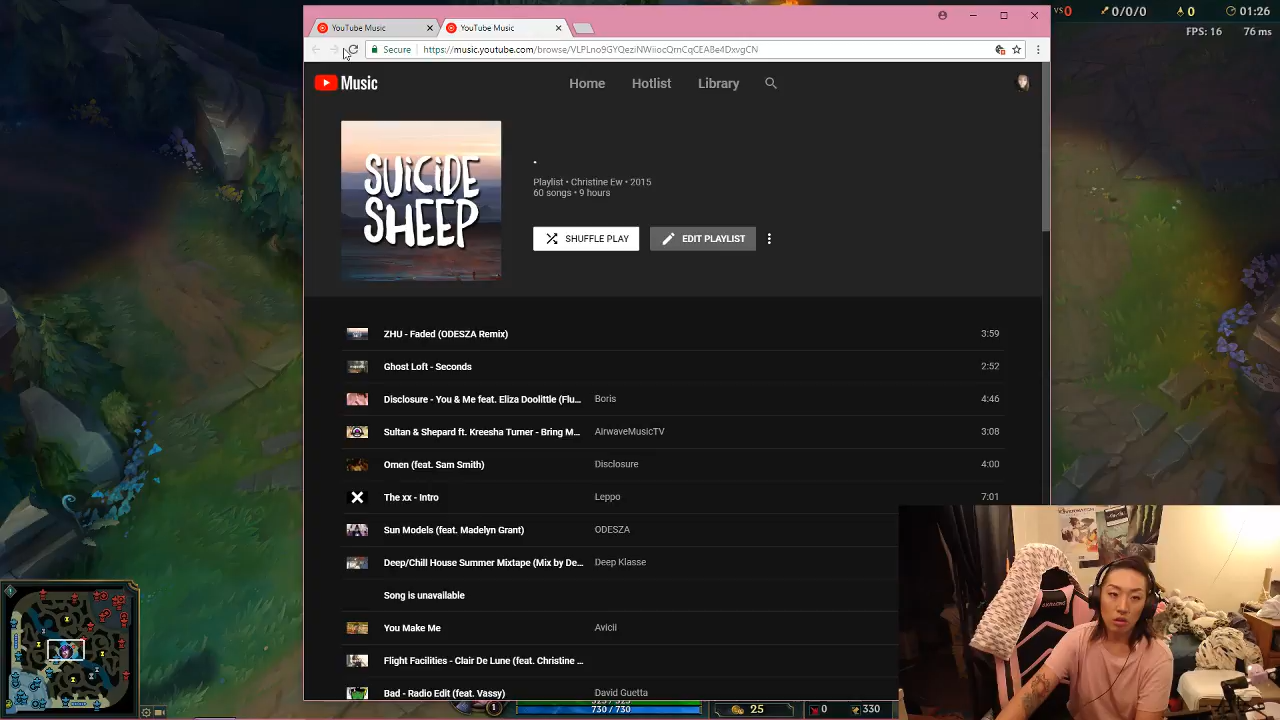 VS 0 0/0/0 0 01:26
YouTube Music YouTube Music
FPS: 16 76 ms
Secure https://music.youtube.com/browse/VLPLno9GYQeziNWiiocQmCqCEABe4DxvgCN
Music Home Hotlist Library
SUICIDE SHEEP
.
Playlist • Christine Ew • 2015
60 songs • 9 hours
SHUFFLE PLAY EDIT PLAYLIST
ZHU - Faded (ODESZA Remix) 3:59
Ghost Loft - Seconds 2:52
Disclosure - You & Me feat. Eliza Doolittle (Flu... Boris 4:46
Sultan & Shepard ft. Kreesha Turner - Bring M... AirwaveMusicTV 3:08
Omen (feat. Sam Smith) Disclosure 4:00
The xx - Intro Leppo 7:01
Sun Models (feat. Madelyn Grant) ODESZA
Deep/Chill House Summer Mixtape (Mix by De... Deep Klasse
Song is unavailable
You Make Me Avicii
Flight Facilities - Clair De Lune (feat. Christine ...
Bad - Radio Edit (feat. Vassy) David Guetta
1 730 / 730 25 0 330